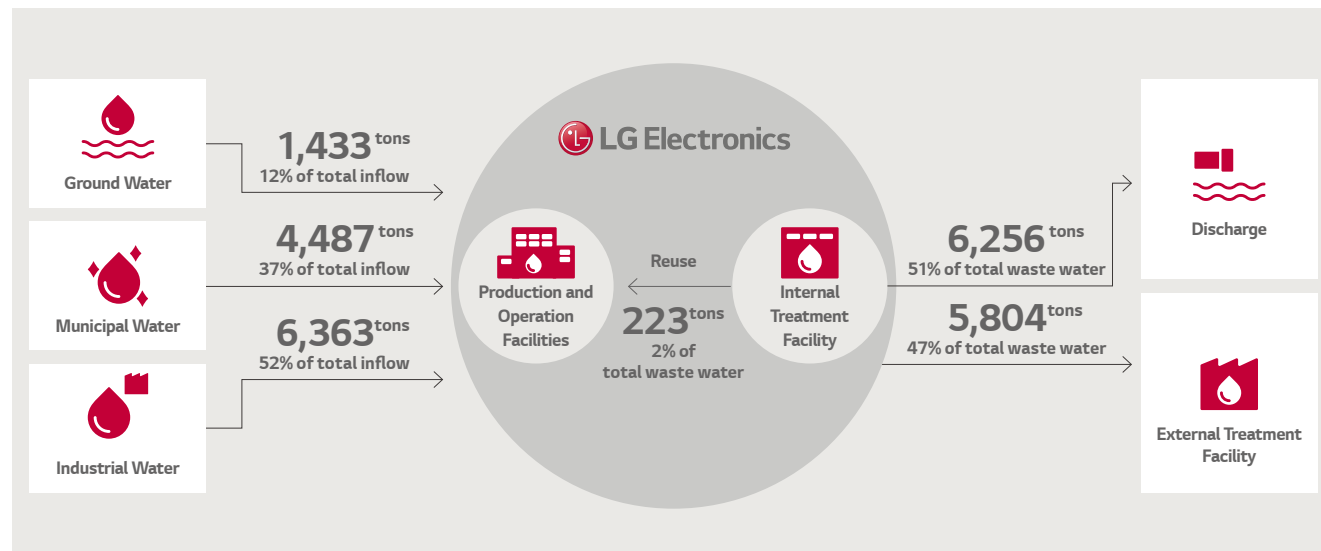 Ground Water
1,433 tons
12% of total inflow
Municipal Water
4,487 tons
37% of total inflow
Industrial Water
6,363 tons
52% of total inflow
LG Electronics
Production and
Operation
Facilities
Reuse
223 tons
2% of
total waste water
Internal
Treatment
Facility
6,256 tons
51% of total waste water
Discharge
5,804 tons
47% of total waste water
External Treatment
Facility